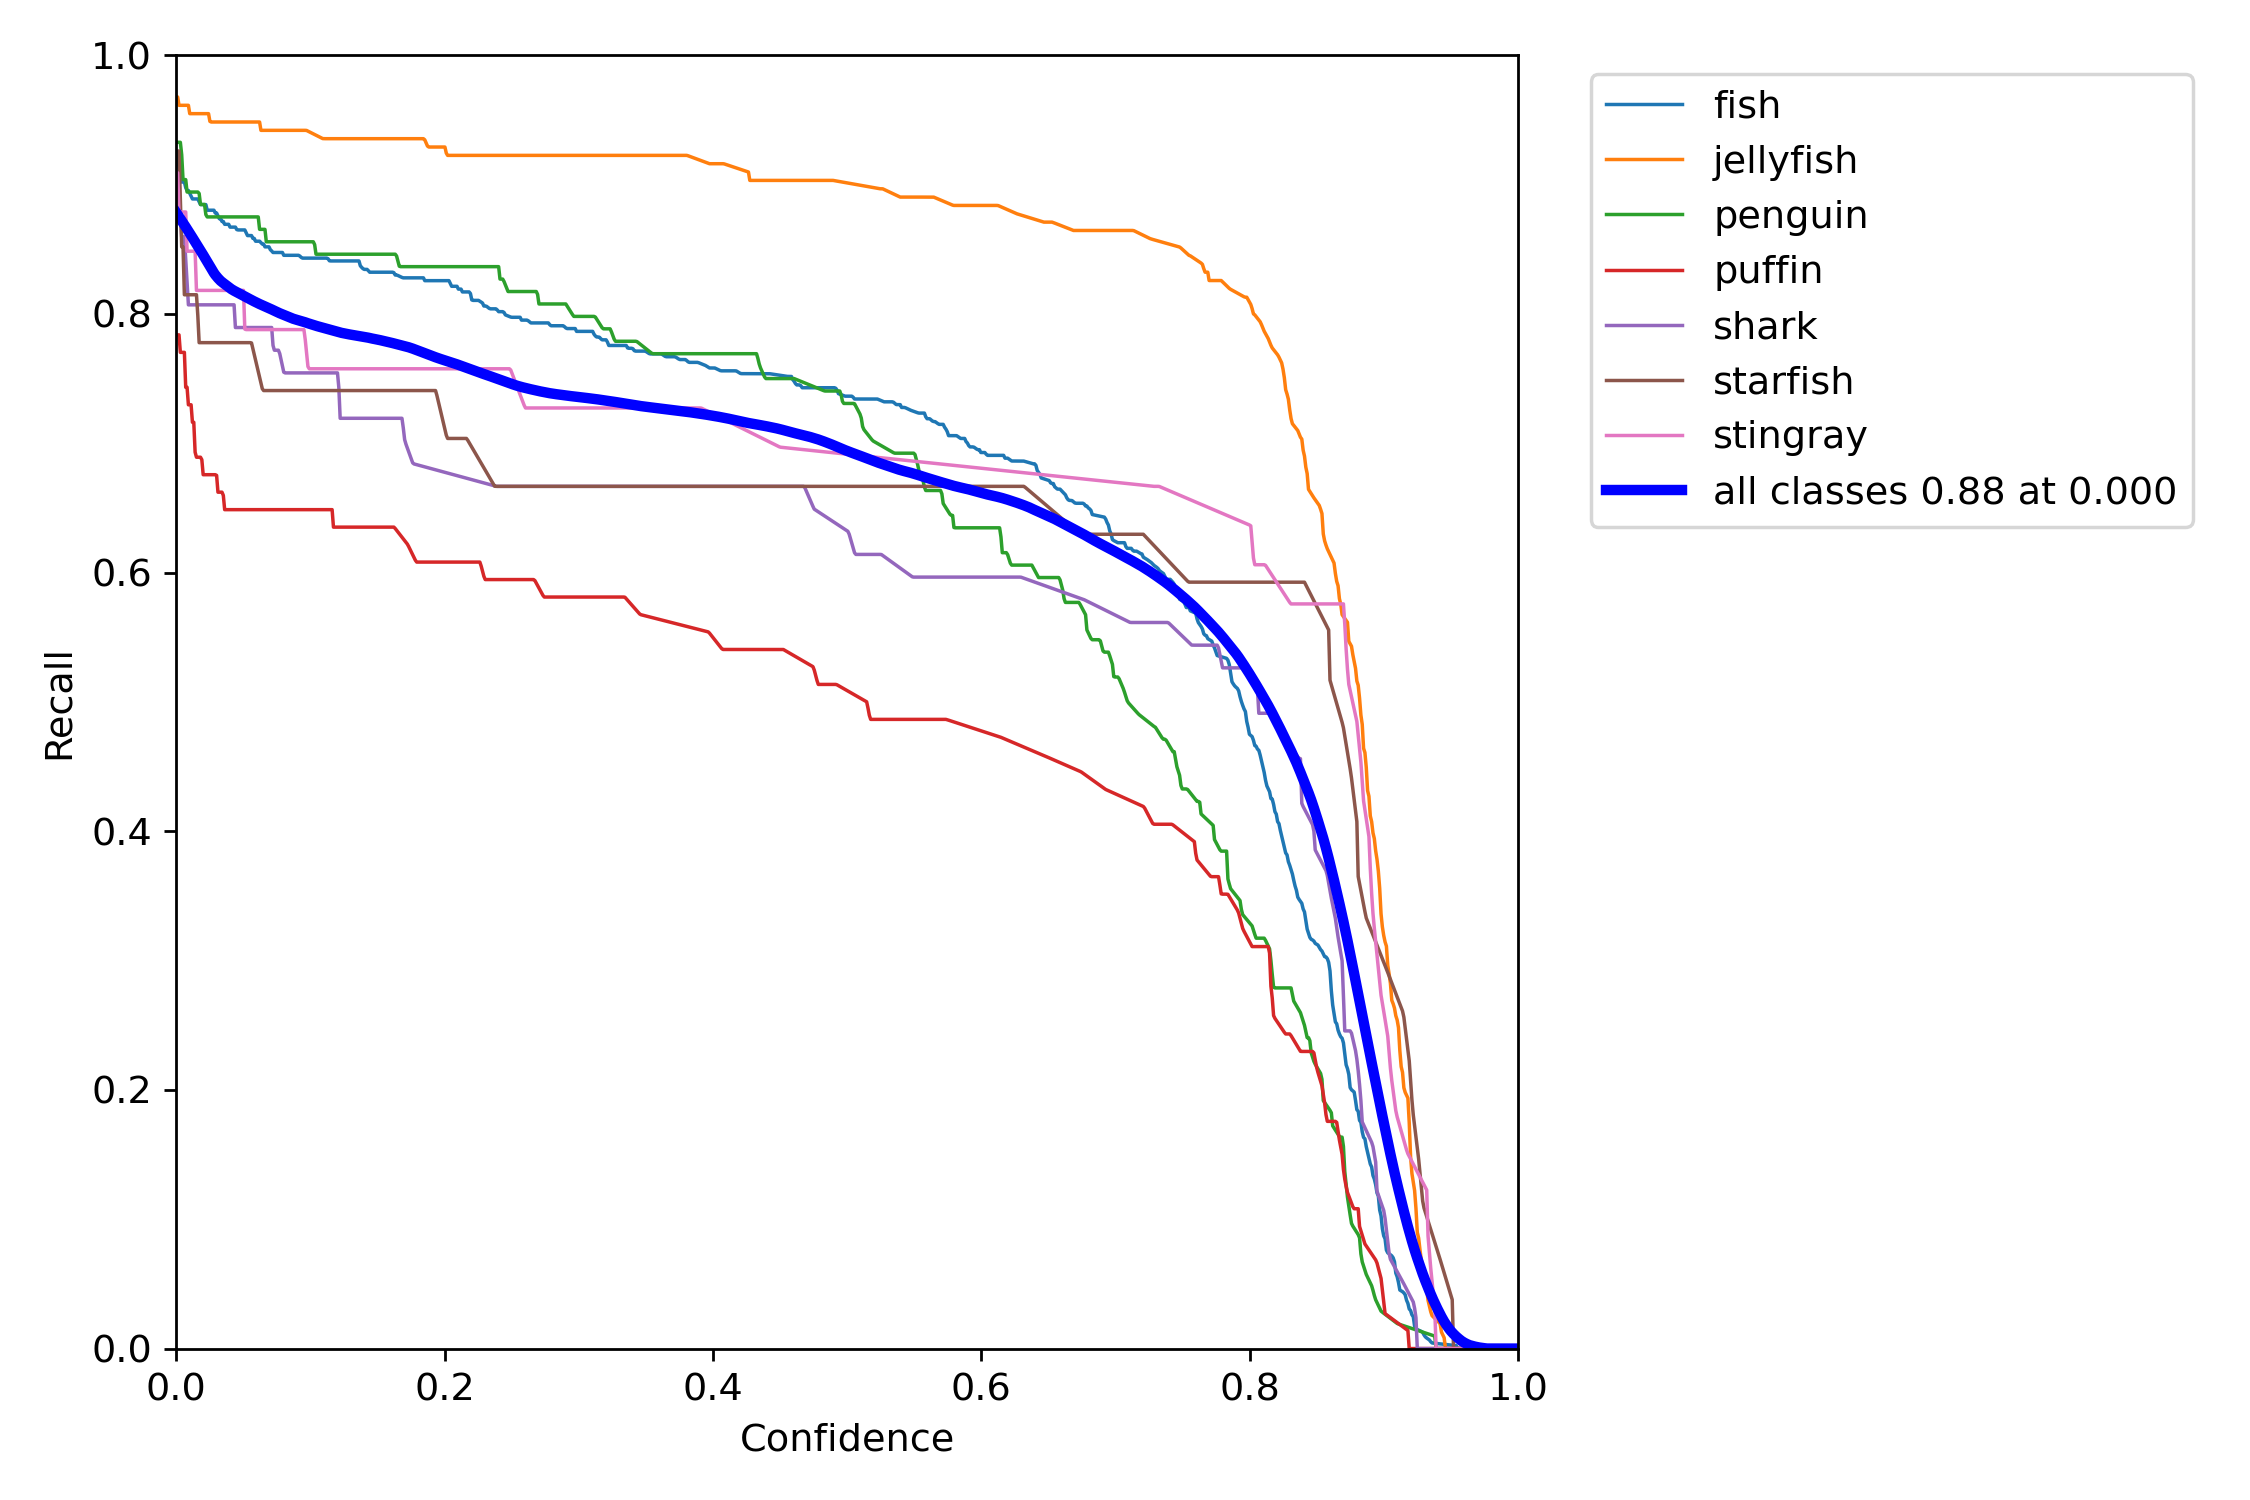 1.0
0.8
0.6
0.4
0.2
0.0
Recall
0.0 0.2 0.4 0.6 0.8 1.0
Confidence
fish
jellyfish
penguin
puffin
shark
starfish
stingray
all classes 0.88 at 0.000